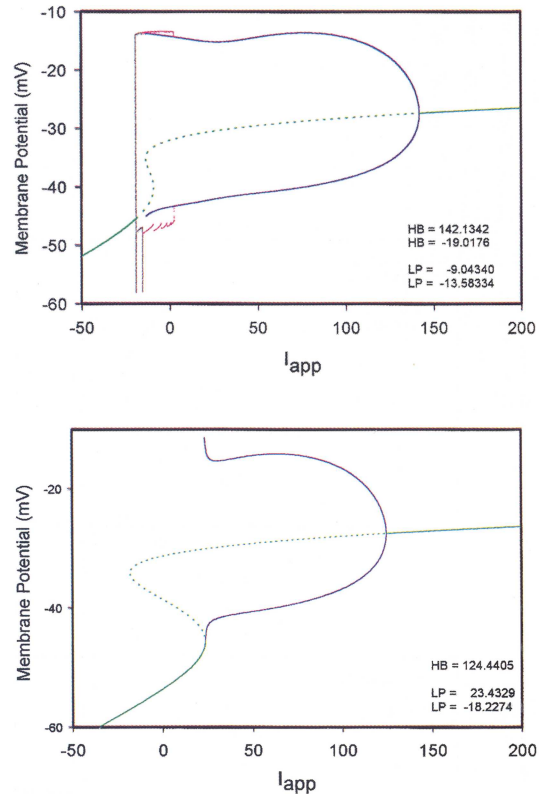 -10
-20
-30
-40
-50
-60
Membrane Potential (mV)
HB = 142.1342
HB = -19.0176
LP = -9.04340
LP = -13.58334
-50 0 50 100 150 200
Iapp
-20
-40
-60
Membrane Potential (mV)
HB = 124.4405
LP = 23.4329
LP = -18.2274
-50 0 50 100 150 200
Iapp